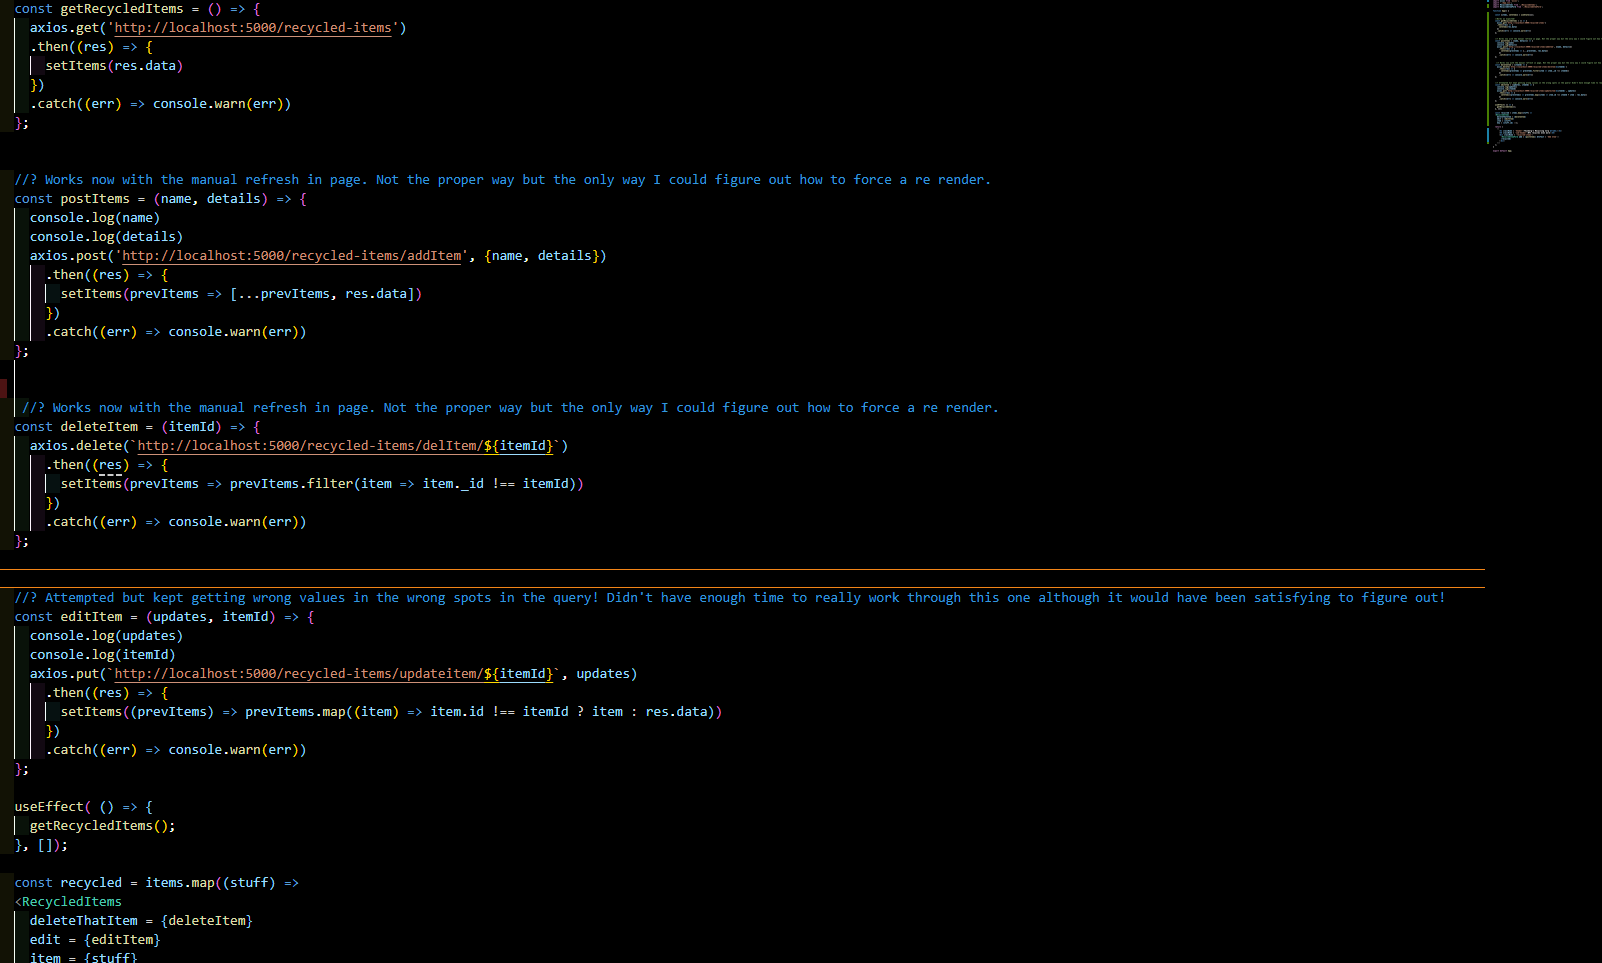 const getRecycledItems = () => {
axios.get('http://localhost:5000/recycled-items')
.then((res) => {
setItems(res.data)
})
.catch((err) => console.warn(err))
};
//? Works now with the manual refresh in page. Not the proper way but the only way I could figure out how to force a re render.
const postItems = (name, details) => {
console.log(name)
console.log(details)
axios.post('http://localhost:5000/recycled-items/addItem', {name, details})
.then((res) => {
setItems(prevItems => [...prevItems, res.data])
})
.catch((err) => console.warn(err))
};
//? Works now with the manual refresh in page. Not the proper way but the only way I could figure out how to force a re render.
const deleteItem = (itemId) => {
axios.delete(`http://localhost:5000/recycled-items/delItem/${itemId}`)
.then((res) => {
setItems(prevItems => prevItems.filter(item => item._id !== itemId))
})
.catch((err) => console.warn(err))
};
//? Attempted but kept getting wrong values in the wrong spots in the query! Didn't have enough time to really work through this one although it would have been satisfying to figure out!
const editItem = (updates, itemId) => {
console.log(updates)
console.log(itemId)
axios.put(`http://localhost:5000/recycled-items/updateitem/${itemId}`, updates)
.then((res) => {
setItems((prevItems) => prevItems.map((item) => item.id !== itemId ? item : res.data))
})
.catch((err) => console.warn(err))
};
useEffect( () => {
getRecycledItems();
}, []);
const recycled = items.map((stuff) =>
<RecycledItems
deleteThatItem = {deleteItem}
edit = {editItem}
item = {stuff}